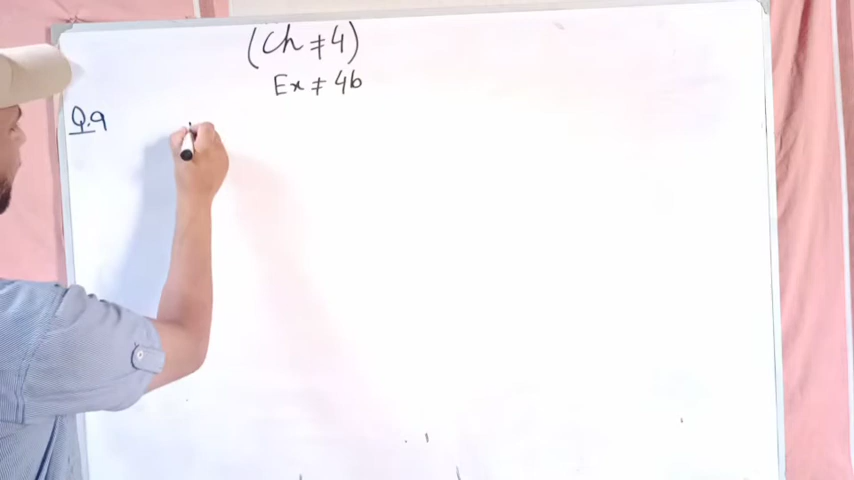 (Ch ≠ 4)
Ex ≠ 4b
Q.9